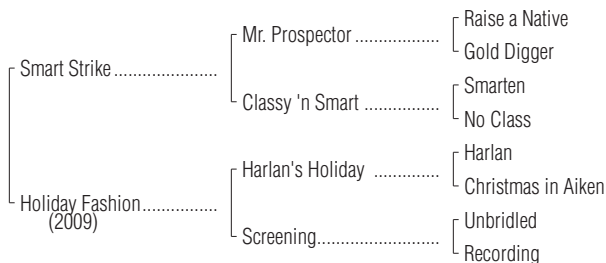 Raise a Native
Mr. Prospector ..................
Gold Digger
Smart Strike ......................
Smarten
Classy 'n Smart ................
No Class
Harlan
Harlan's Holiday ..............
Christmas in Aiken
Holiday Fashion................
(2009)
Unbridled
Screening..........................
Recording